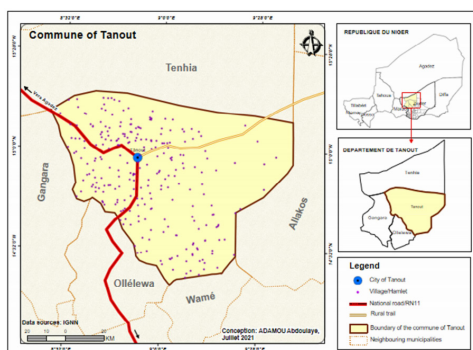 Commune of Tanout
Tenhia
Vers Agadez
Gangara
Allakos
Ollélewa
Wamé
Data sources: IGNN
KM
Conception: ADAMOU Abdoulaye,
Juillet 2021
REPUBLIQUE DU NIGER
Agadez
Tahoua
Diffa
Zinder
DEPARTEMENT DE TANOUT
Tenhia
Tanout
Gangara
Ollélewa
Legend
City of Tanout
Village/Hamlet
National road/RN11
Rural trail
Boundary of the commune of Tanout
Neighbouring municipalities